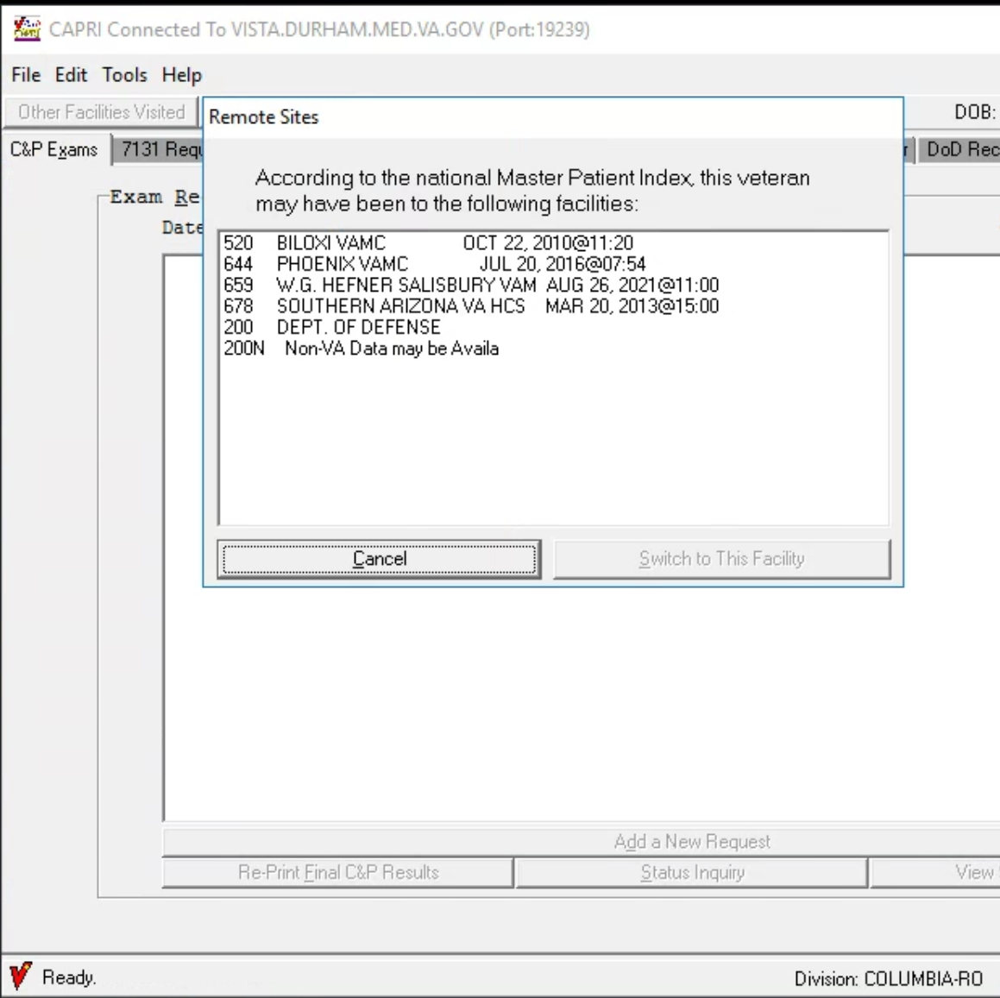 CAPRI Connected To VISTA.DURHAM.MED.VA.GOV (Port:19239)
File Edit Tools Help
Other Facilities Visited
DOB:
C&P Exams
7131 Requ
DoD Rec
Remote Sites
According to the national Master Patient Index, this veteran
may have been to the following facilities:
Exam Re
Date
520 BILOXI VAMC OCT 22, 2010@11:20
644 PHOENIX VAMC JUL 20, 2016@07:54
659 W.G. HEFNER SALISBURY VAM AUG 26, 2021@11:00
678 SOUTHERN ARIZONA VA HCS MAR 20, 2013@15:00
200 DEPT. OF DEFENSE
200N Non-VA Data may be Availa
Cancel
Switch to This Facility
Add a New Request
Re-Print Final C&P Results
Status Inquiry
View
Ready.
Division: COLUMBIA-RO